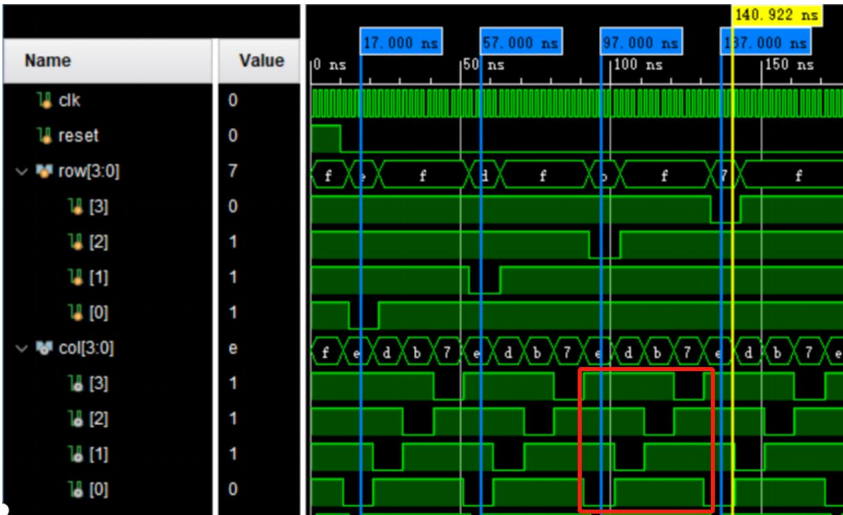 140.922 ns
17.000 ns 57.000 ns 97.000 ns 137.000 ns
Name Value 0 ns 50 ns 100 ns 150 ns
clk 0
reset 0
row[3:0] 7 f e f d f b f 7 f
[3] 0
[2] 1
[1] 1
[0] 1
col[3:0] e f e d b 7 e d b 7 e d b 7 e d b 7 e
[3] 1
[2] 1
[1] 1
[0] 0